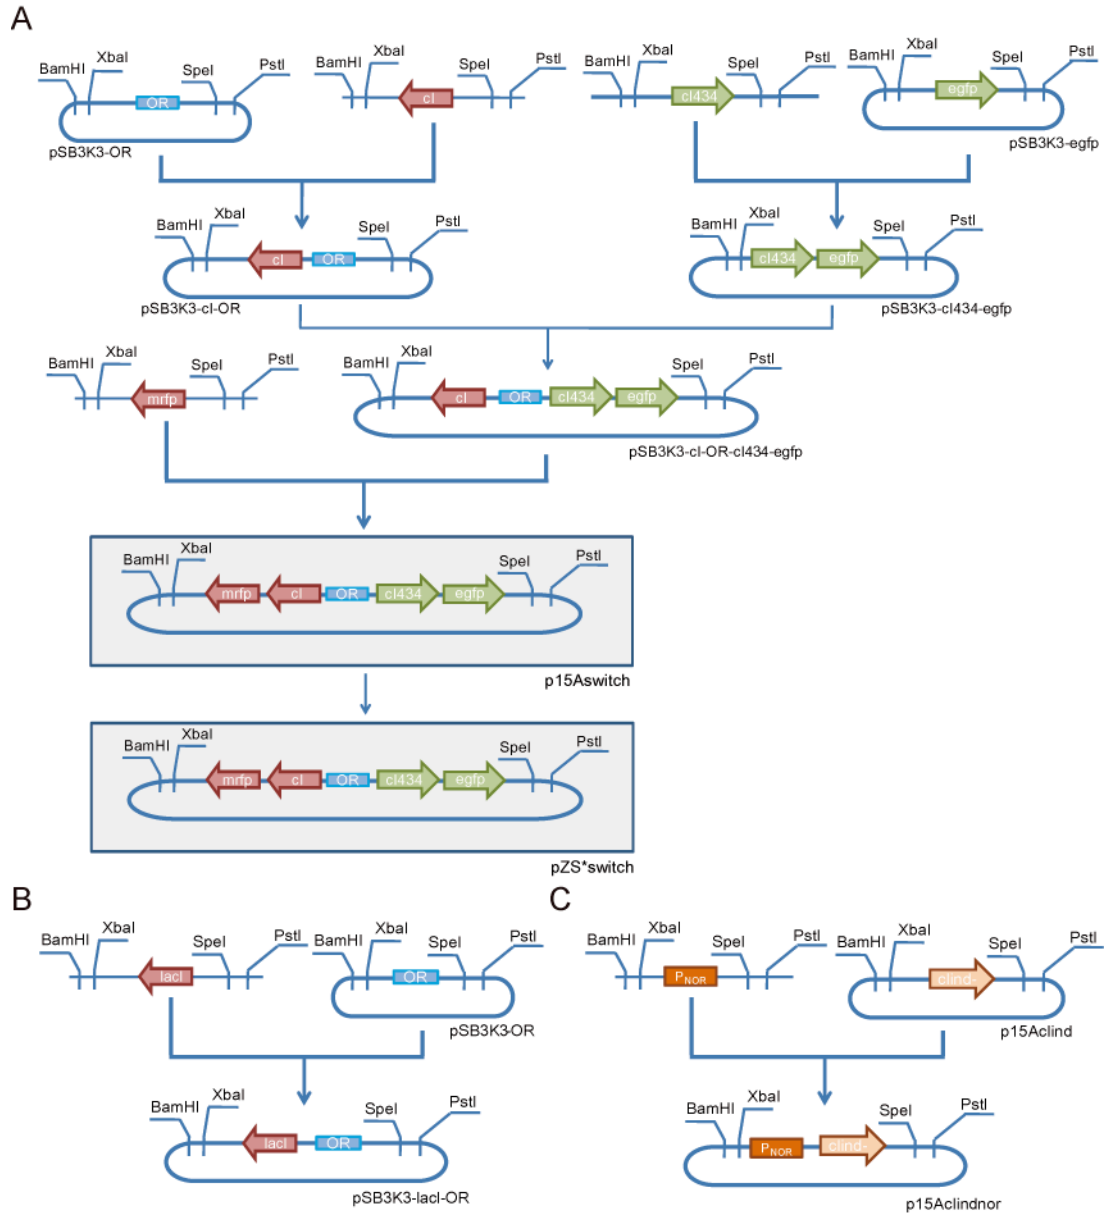 A
BamHI XbaI SpeI PstI
OR
pSB3K3-OR
BamHI XbaI SpeI PstI
cI
BamHI XbaI SpeI PstI
cI434
BamHI XbaI SpeI PstI
egfp
pSB3K3-egfp
BamHI XbaI SpeI PstI
cI OR
pSB3K3-cI-OR
BamHI XbaI SpeI PstI
cI434 egfp
pSB3K3-cI434-egfp
BamHI XbaI SpeI PstI
mrfp
BamHI XbaI SpeI PstI
cI OR cI434 egfp
pSB3K3-cI-OR-cI434-egfp
BamHI XbaI SpeI PstI
mrfp cI OR cI434 egfp
p15Aswitch
BamHI XbaI SpeI PstI
mrfp cI OR cI434 egfp
pZS*switch
B
BamHI XbaI SpeI PstI
lacI
BamHI XbaI SpeI PstI
OR
pSB3K3-OR
BamHI XbaI SpeI PstI
lacI OR
pSB3K3-lacI-OR
C
BamHI XbaI SpeI PstI
PNOR
BamHI XbaI SpeI PstI
cIind-
p15AcIind
BamHI XbaI SpeI PstI
PNOR cIind-
p15AcIindnor